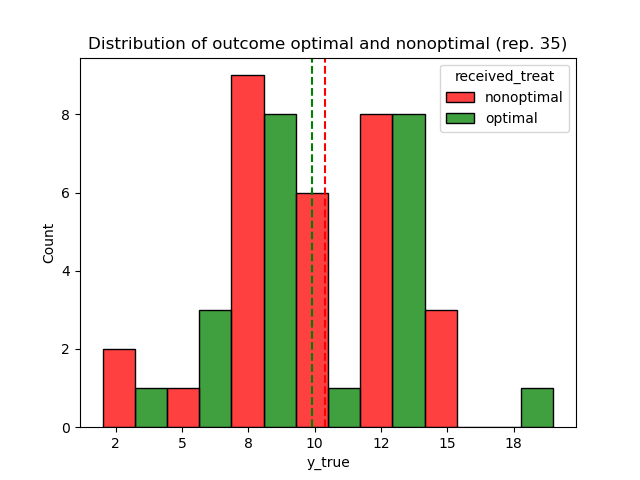 Distribution of outcome optimal and nonoptimal (rep. 35)
received_treat
nonoptimal
optimal
8
6
4
2
0
Count
2 5 8 10 12 15 18
y_true